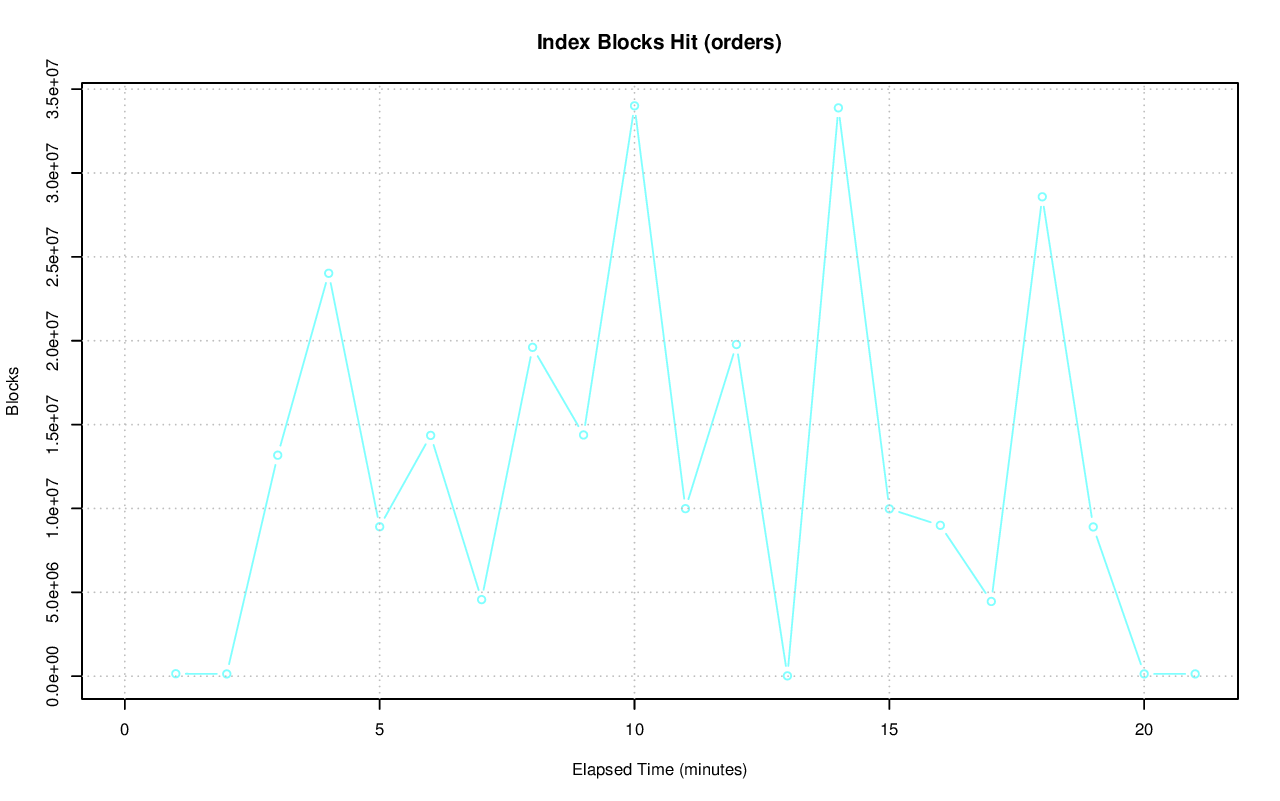 Index Blocks Hit (orders)
Blocks
3.5e+07
3.0e+07
2.5e+07
2.0e+07
1.5e+07
1.0e+07
5.0e+06
0.0e+00
0 5 10 15 20
Elapsed Time (minutes)